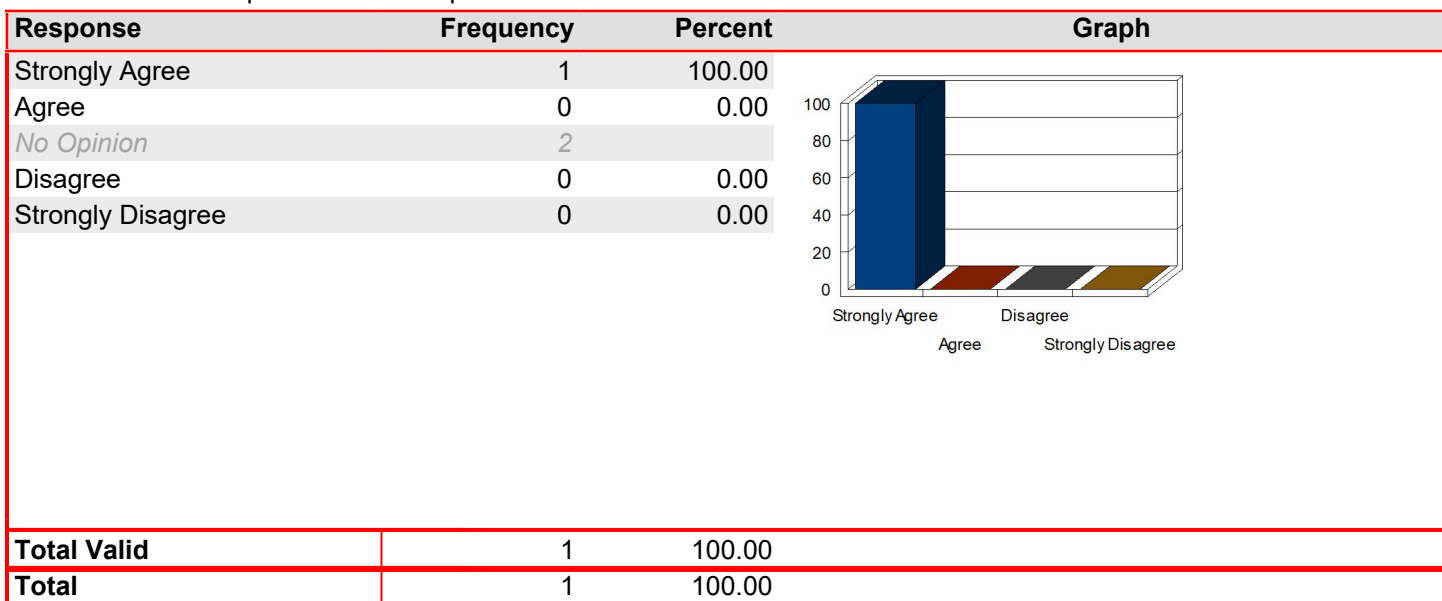 Response Frequency Percent Graph
Strongly Agree 1 100.00
Agree 0 0.00
No Opinion 2
Disagree 0 0.00
Strongly Disagree 0 0.00
100
80
60
40
20
0
Strongly Agree Disagree
Agree Strongly Disagree
Total Valid 1 100.00
Total 1 100.00